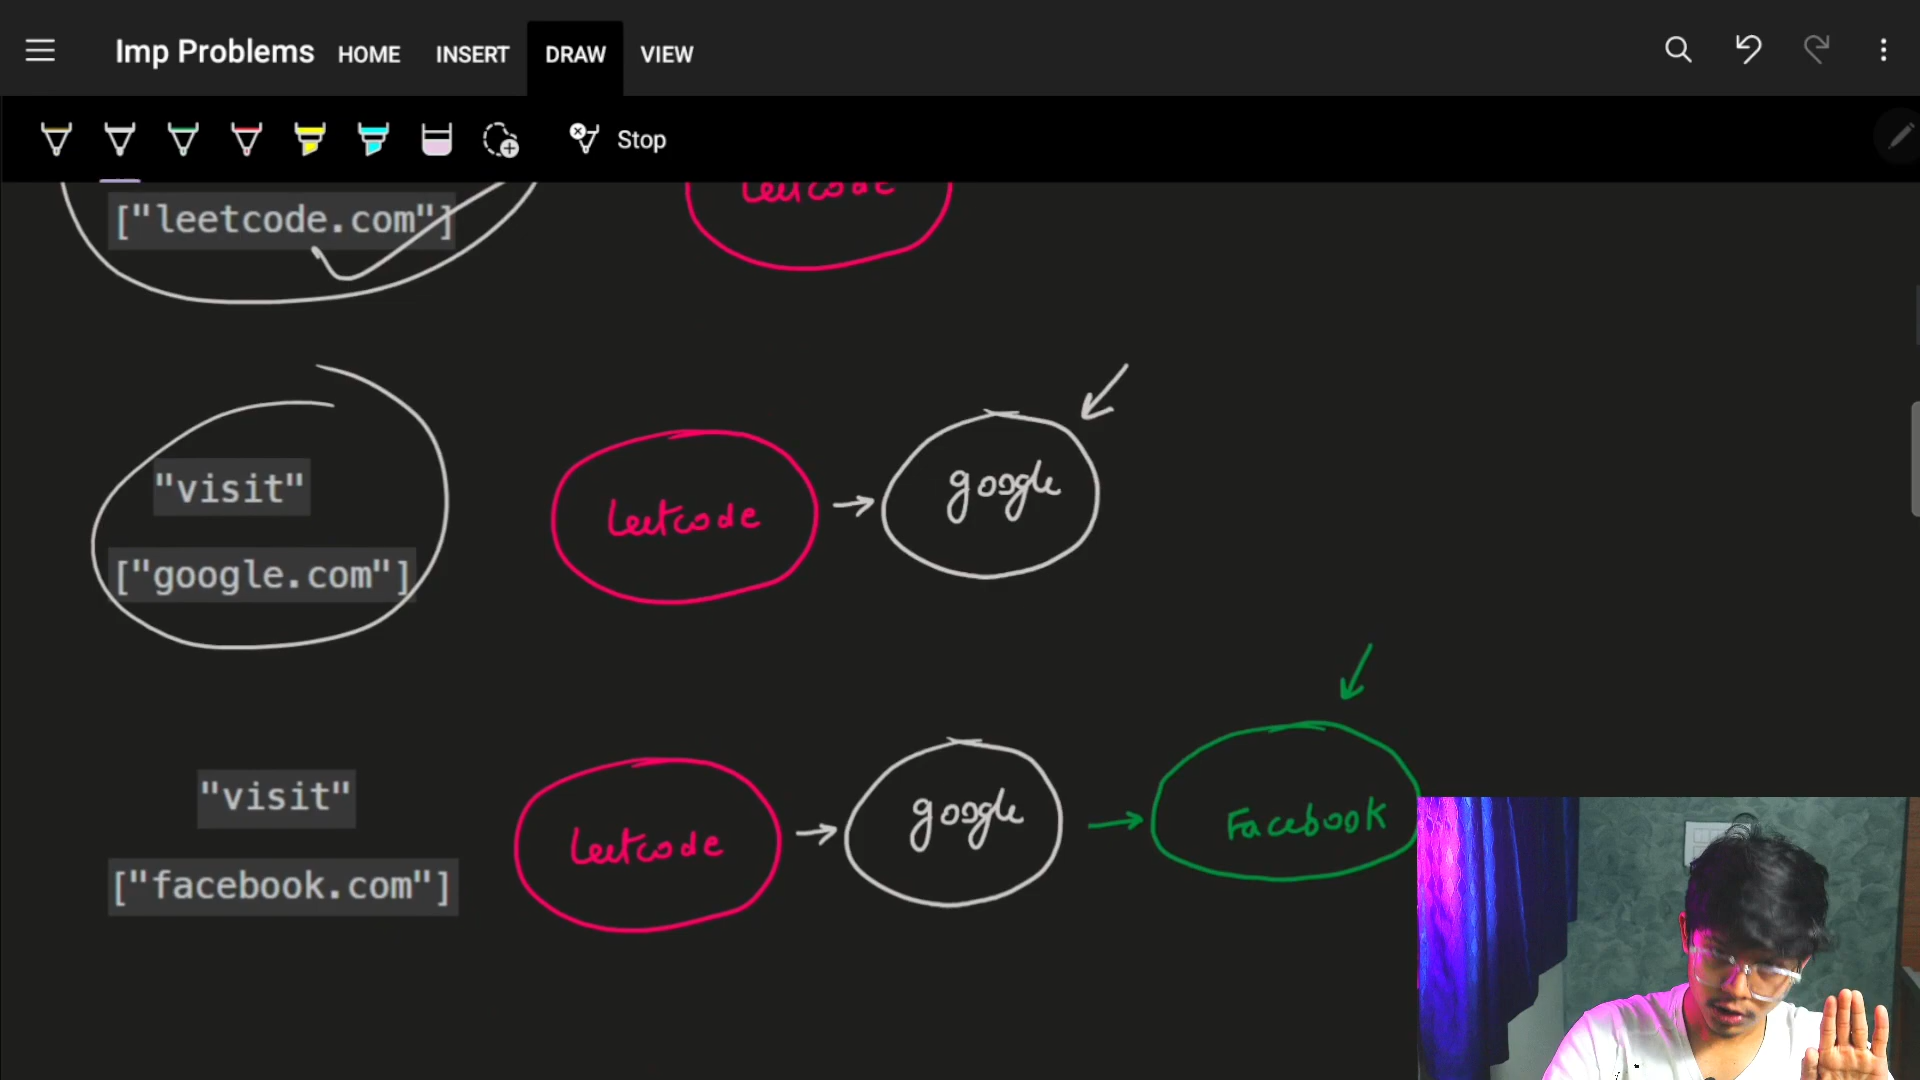 Imp Problems HOME INSERT DRAW VIEW
Stop
["leetcode.com"]
Leetcode
"visit"
["google.com"]
Leetcode → google
"visit"
["facebook.com"]
Leetcode → google → Facebook